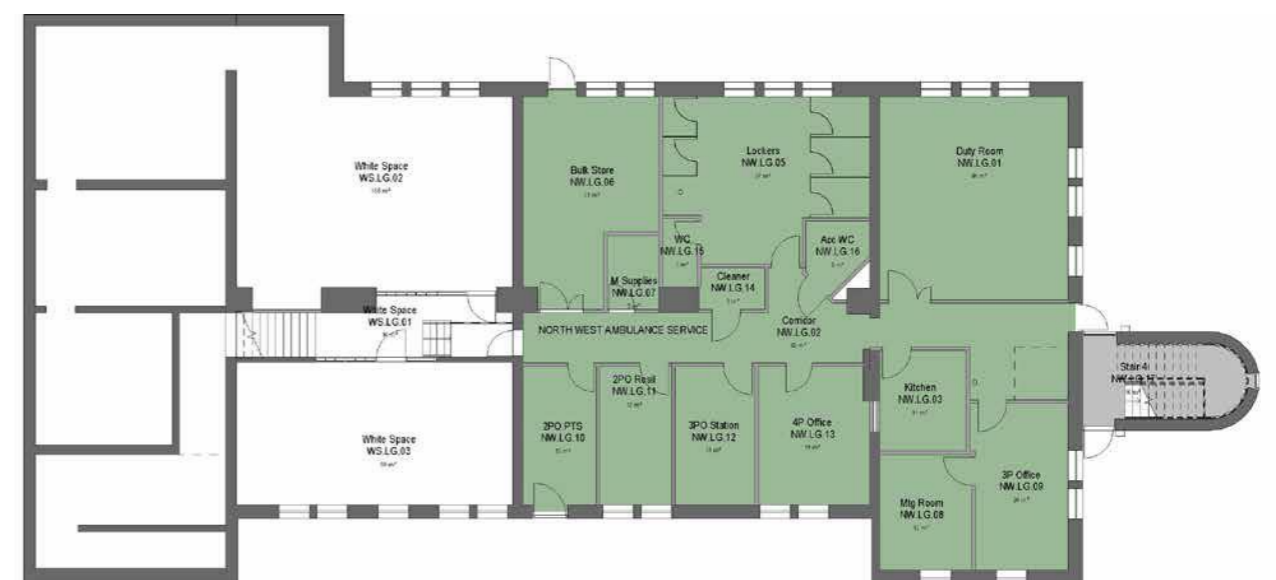 White Space
WS.LG.02
Bulk Store
NW.LG.06
Lockers
NW.LG.05
Duty Room
NW.LG.01
WC
NW.LG.15
Acc WC
NW.LG.16
M Supplies
NW.LG.07
Cleaner
NW.LG.14
White Space
WS.LG.01
NORTH WEST AMBULANCE SERVICE
Corridor
NW.LG.02
Stair 4
2PO PTS
NW.LG.10
2PO Resil
NW.LG.11
3PO Station
NW.LG.12
4P Office
NW.LG.13
Kitchen
NW.LG.03
White Space
WS.LG.03
Mtg Room
NW.LG.08
3P Office
NW.LG.09